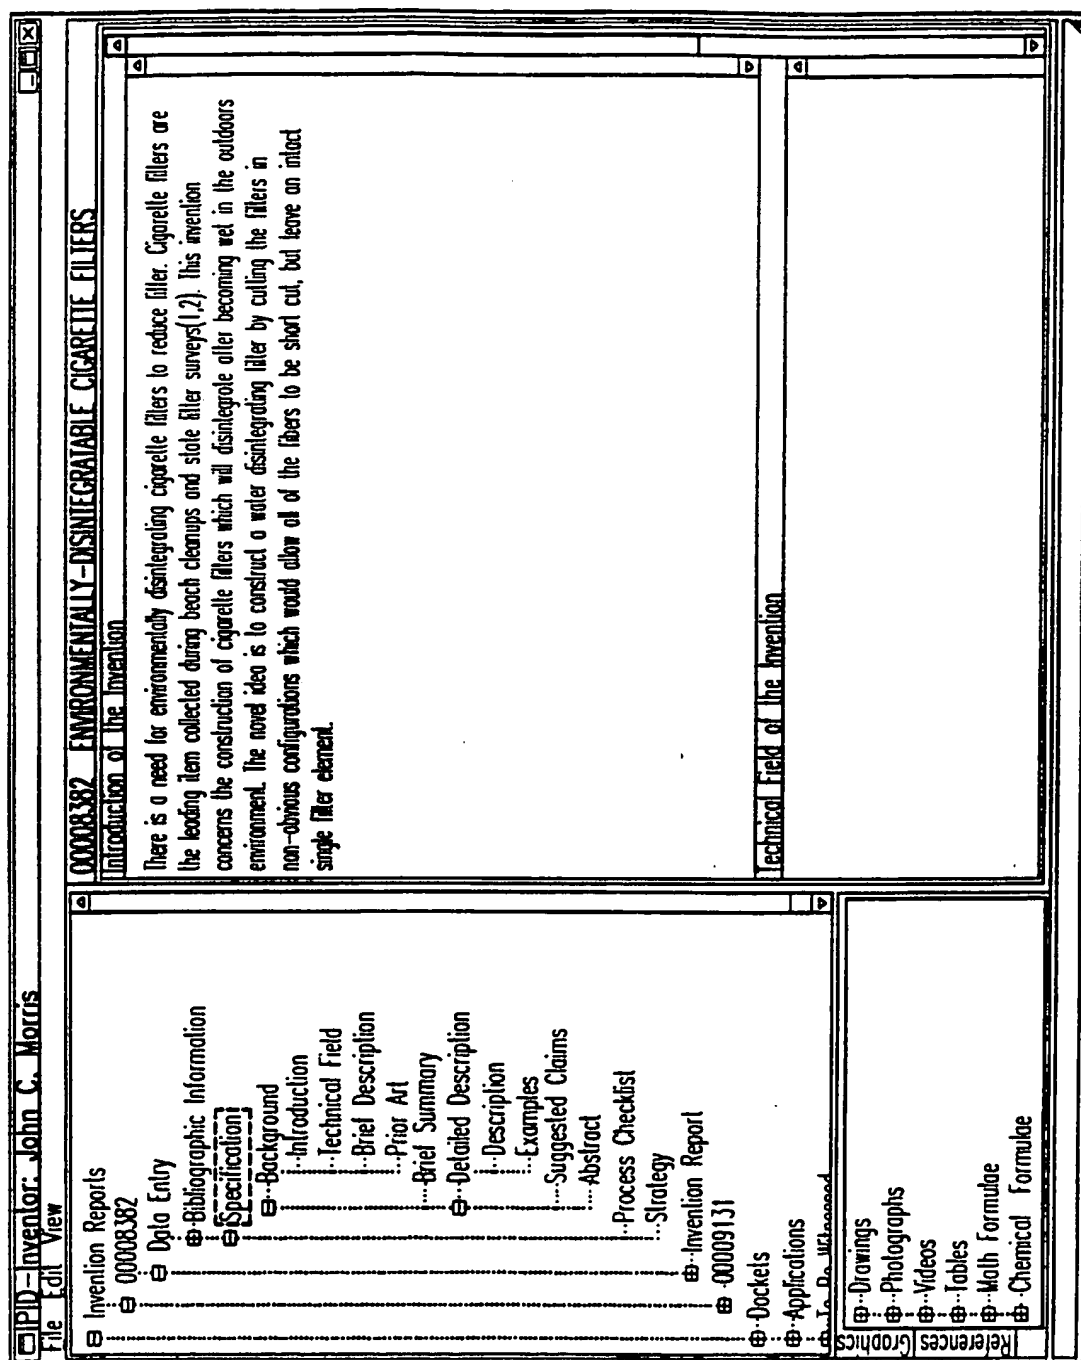 PID-Inventor: John C. Morris
File Edit View
Invention Reports
00008382
Data Entry
Bibliographic Information
Specification
Background
Introduction
Technical Field
Brief Description
Prior Art
Brief Summary
Detailed Description
Description
Examples
Suggested Claims
Abstract
Process Checklist
Strategy
Invention Report
00009131
Dockets
Applications
To Be Witnessed
References Graphics
Drawings
Photographs
Videos
Tables
Math Formulae
Chemical Formulae
00008382 ENVIRONMENTALLY-DISINTEGRATABLE CIGARETTE FILTERS
Introduction of the Invention
There is a need for environmentally disintegrating cigarette filters to reduce litter. Cigarette filters are
the leading item collected during beach cleanups and state litter surveys(1,2). This invention
concerns the construction of cigarette filters which will disintegrate after becoming wet in the outdoors
environment. The novel idea is to construct a water disintegrating filter by cutting the filters in
non-obvious configurations which would allow all of the fibers to be short cut, but leave an intact
single filter element.
Technical Field of the Invention